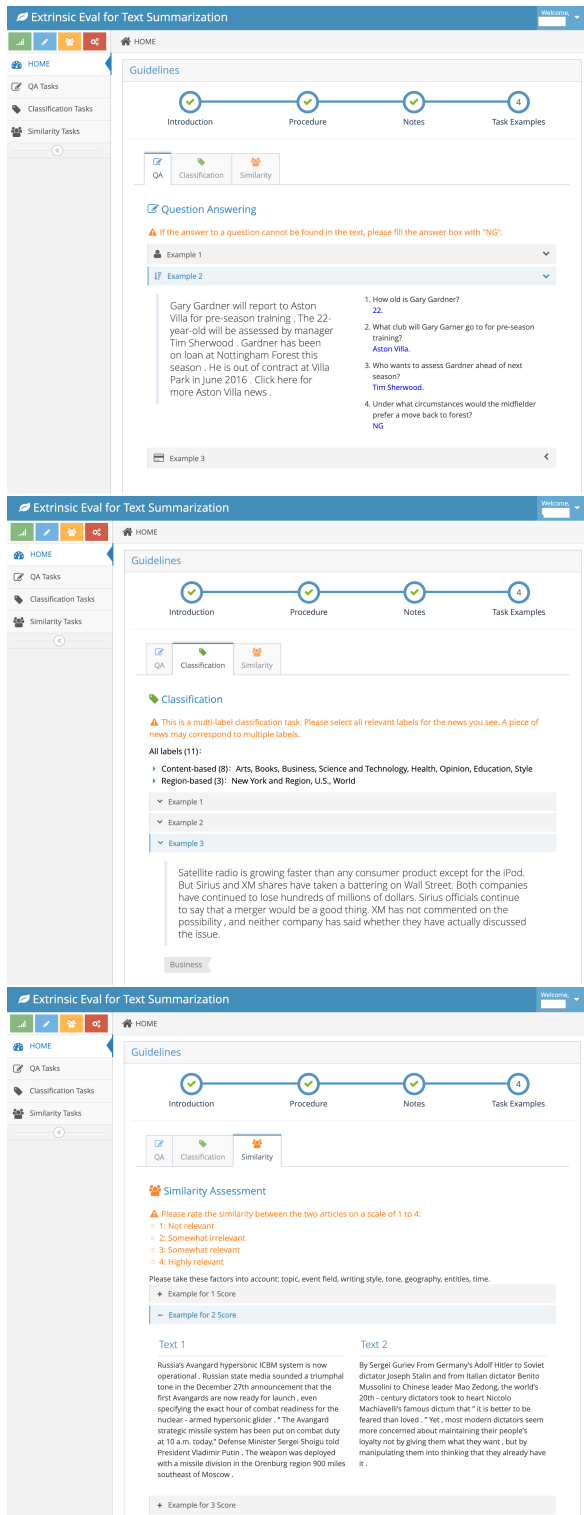 Extrinsic Eval for Text Summarization
Welcome,
HOME
HOME
QA Tasks
Classification Tasks
Similarity Tasks
Guidelines
4
Introduction Procedure Notes Task Examples
QA Classification Similarity
Question Answering
If the answer to a question cannot be found in the text, please fill the answer box with "NG".
Example 1
Example 2
Gary Gardner will report to Aston
Villa for pre-season training . The 22-
year-old will be assessed by manager
Tim Sherwood . Gardner has been
on loan at Nottingham Forest this
season . He is out of contract at Villa
Park in June 2016 . Click here for
more Aston Villa news .
1. How old is Gary Gardner?
22.
2. What club will Gary Garner go to for pre-season
training?
Aston Villa.
3. Who wants to assess Gardner ahead of next
season?
Tim Sherwood.
4. Under what circumstances would the midfielder
prefer a move back to forest?
NG
Example 3
Extrinsic Eval for Text Summarization
Welcome,
HOME
HOME
QA Tasks
Classification Tasks
Similarity Tasks
Guidelines
4
Introduction Procedure Notes Task Examples
QA Classification Similarity
Classification
This is a multi-label classification task. Please select all relevant labels for the news you see. A piece of
news may correspond to multiple labels.
All labels (11):
Content-based (8): Arts, Books, Business, Science and Technology, Health, Opinion, Education, Style
Region-based (3): New York and Region, U.S., World
Example 1
Example 2
Example 3
Satellite radio is growing faster than any consumer product except for the iPod.
But Sirius and XM shares have taken a battering on Wall Street. Both companies
have continued to lose hundreds of millions of dollars. Sirius officials continue
to say that a merger would be a good thing. XM has not commented on the
possibility , and neither company has said whether they have actually discussed
the issue.
Business
Extrinsic Eval for Text Summarization
Welcome,
HOME
HOME
QA Tasks
Classification Tasks
Similarity Tasks
Guidelines
4
Introduction Procedure Notes Task Examples
QA Classification Similarity
Similarity Assessment
Please rate the similarity between the two articles on a scale of 1 to 4:
1: Not relevant
2: Somewhat irrelevant
3: Somewhat relevant
4: Highly relevant
Please take these factors into account: topic, event field, writing style, tone, geography, entities, time.
+ Example for 1 Score
− Example for 2 Score
Text 1
Russia's Avangard hypersonic ICBM system is now
operational . Russian state media sounded a triumphal
tone in the December 27th announcement that the
first Avangards are now ready for launch , even
specifying the exact hour of combat readiness for the
nuclear - armed hypersonic glider . " The Avangard
strategic missile system has been put on combat duty
at 10 a.m. today," Defense Minister Sergei Shoigu told
President Vladimir Putin . The weapon was deployed
with a missile division in the Orenburg region 900 miles
southeast of Moscow .
Text 2
By Sergei Guriev From Germany's Adolf Hitler to Soviet
dictator Joseph Stalin and from Italian dictator Benito
Mussolini to Chinese leader Mao Zedong, the world's
20th - century dictators took to heart Niccolo
Machiavelli's famous dictum that " it is better to be
feared than loved . " Yet , most modern dictators seem
more concerned about maintaining their people's
loyalty not by giving them what they want , but by
manipulating them into thinking that they already have
it .
+ Example for 3 Score